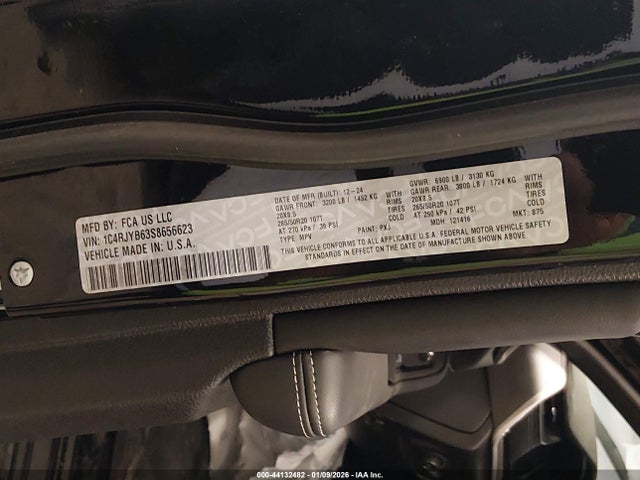 MFD BY: FCA US LLC
VIN: 1C4RJYB63S8656623
VEHICLE MADE IN U.S.A.
DATE OF MFR (BUILT): 12-24
GAWR FRONT: 3200 LB / 1452 KG WITH
20X8.5 RIMS
265/50R20 107T TIRES
AT 270 kPa / 39 PSI COLD
TYPE: MPV PAINT: PXJ
GVWR: 6900 LB / 3130 KG
GAWR REAR: 3800 LB / 1724 KG WITH
20X8.5 RIMS
265/50R20 107T TIRES
AT 290 kPa / 42 PSI COLD
MDH: 121416 MKT: 875
THIS VEHICLE CONFORMS TO ALL APPLICABLE U.S.A. FEDERAL MOTOR VEHICLE SAFETY
STANDARDS IN EFFECT ON THE DATE OF MANUFACTURE SHOWN ABOVE.
000-44132482 - 01/09/2026 - IAA Inc.